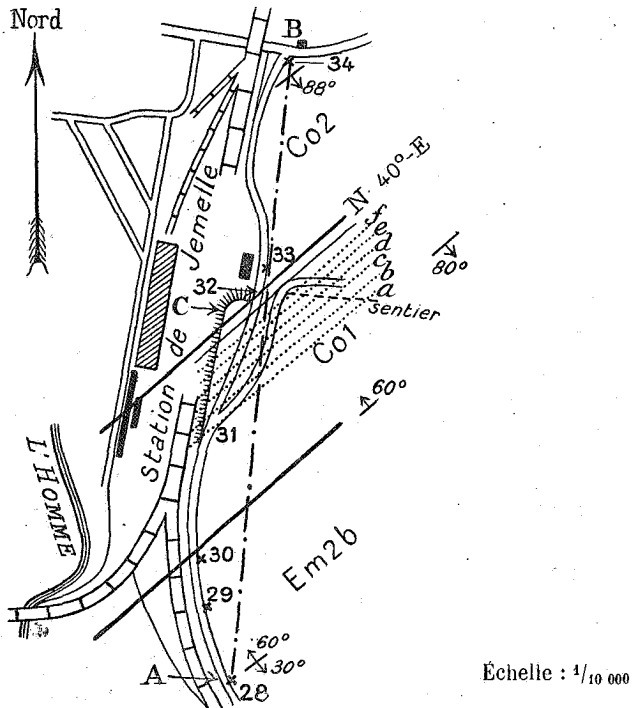 Nord
B
34
88°
Co2
N 40°-E
f
e
d
c
b
a
80°
33
32
C
sentier
Co1
Station de Jemelle
60°
31
L'HOMME
30
Em2b
29
60°
30°
A
28
Échelle : 1/10 000